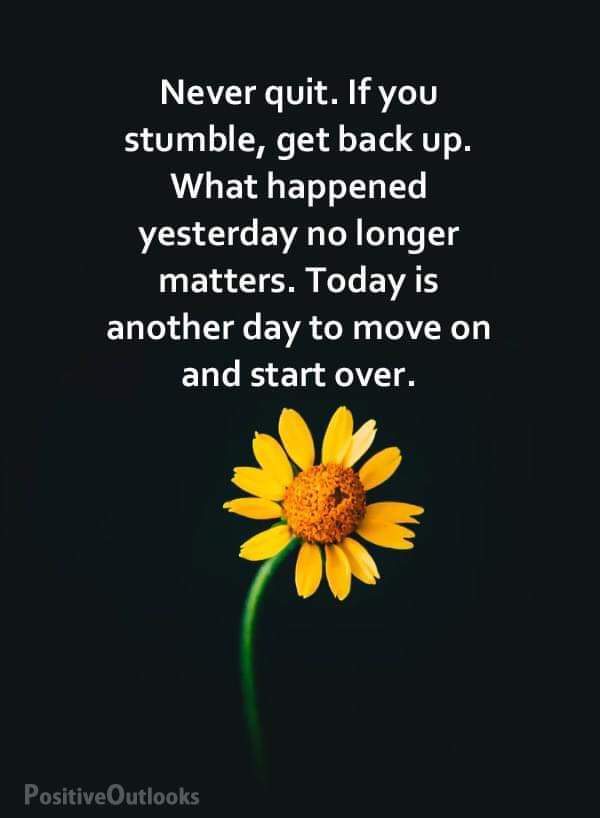 Never quit. If you
stumble, get back up.
What happened
yesterday no longer
matters. Today is
another day to move on
and start over.
PositiveOutlooks